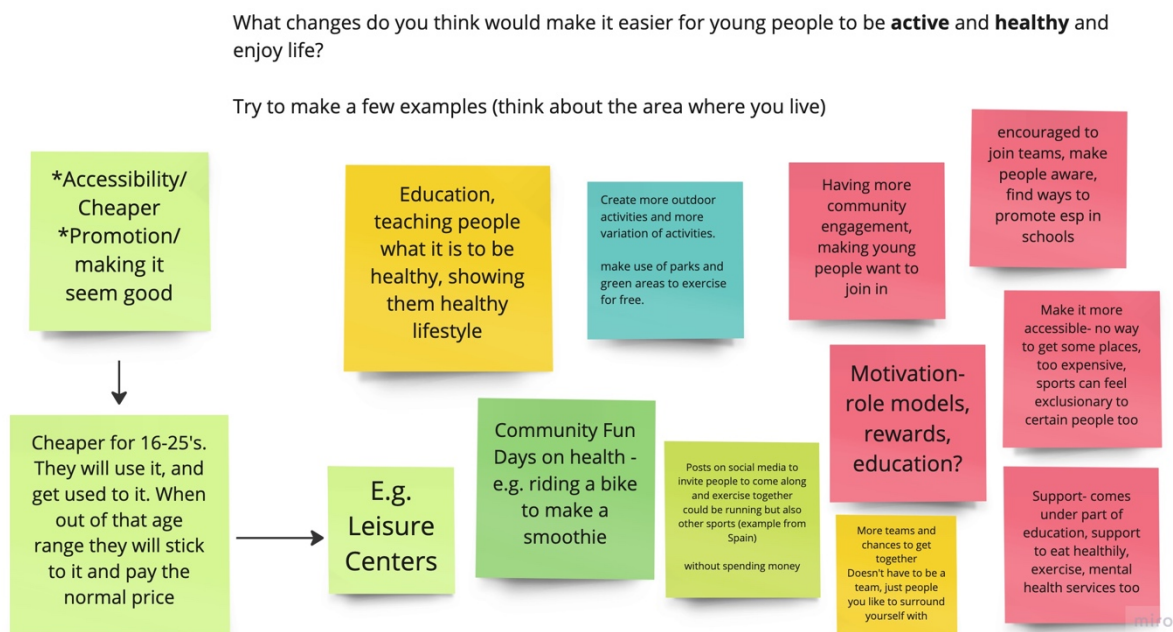 What changes do you think would make it easier for young people to be active and healthy and
enjoy life?
Try to make a few examples (think about the area where you live)
*Accessibility/
Cheaper
*Promotion/
making it
seem good
Cheaper for 16-25's.
They will use it, and
get used to it. When
out of that age
range they will stick
to it and pay the
normal price
E.g.
Leisure
Centers
Education,
teaching people
what it is to be
healthy, showing
them healthy
lifestyle
Create more outdoor
activities and more
variation of activities.
make use of parks and
green areas to exercise
for free.
Community Fun
Days on health -
e.g. riding a bike
to make a
smoothie
Posts on social media to
invite people to come along
and exercise together
could be running but also
other sports (example from
Spain)
without spending money
Having more
community
engagement,
making young
people want to
join in
encouraged to
join teams, make
people aware,
find ways to
promote esp in
schools
Motivation-
role models,
rewards,
education?
Make it more
accessible- no way
to get some places,
too expensive,
sports can feel
exclusionary to
certain people too
More teams and
chances to get
together
Doesn't have to be a
team, just people
you like to surround
yourself with
Support- comes
under part of
education, support
to eat healthily,
exercise, mental
health services too
miro